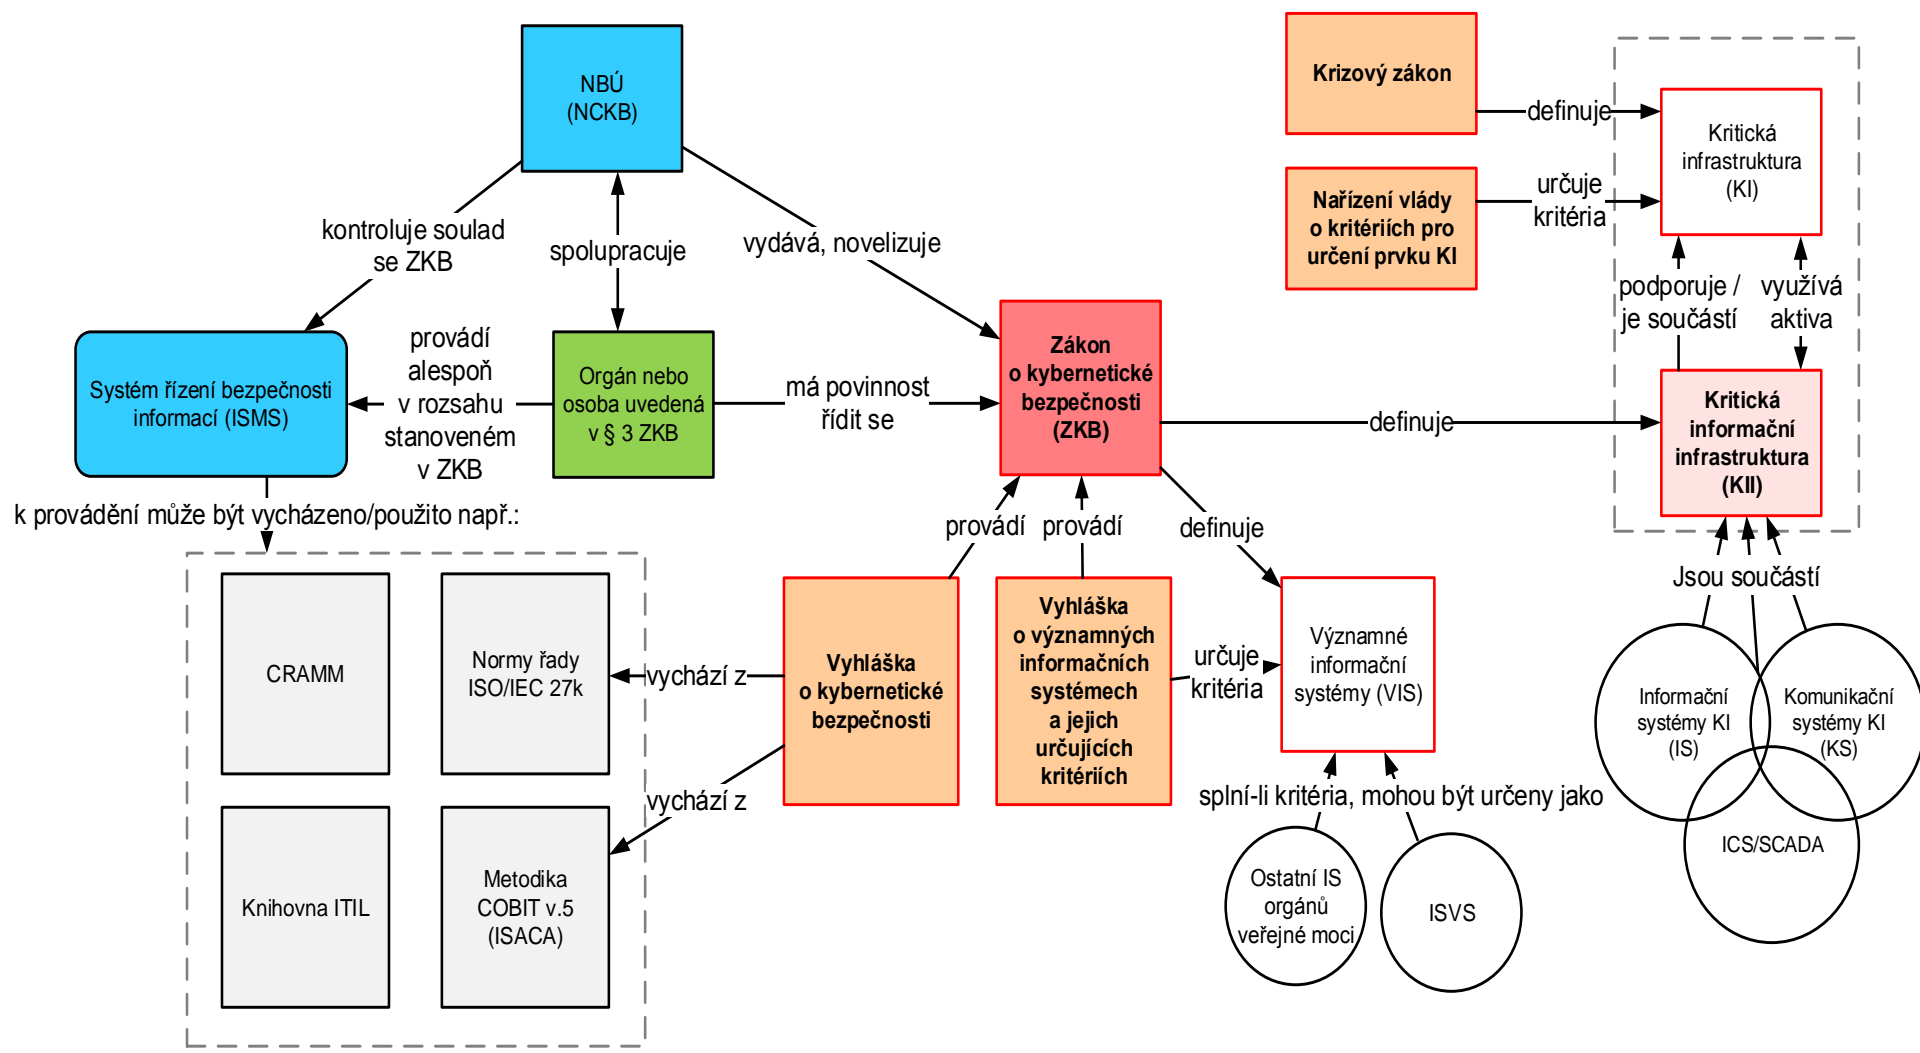 NBÚ
(NCKB)
Krizový zákon
definuje
Kritická
infrastruktura
(KI)
Nařízení vlády
o kritériích pro
určení prvku KI
určuje
kritéria
kontroluje soulad
se ZKB
spolupracuje
vydává, novelizuje
podporuje /
je součástí
využívá
aktiva
Systém řízení bezpečnosti
informací (ISMS)
provádí
alespoň
v rozsahu
stanoveném
v ZKB
Orgán nebo
osoba uvedená
v § 3 ZKB
má povinnost
řídit se
Zákon
o kybernetické
bezpečnosti
(ZKB)
definuje
Kritická
informační
infrastruktura
(KII)
k provádění může být vycházeno/použito např.:
provádí
provádí
definuje
Jsou součástí
CRAMM
Normy řady
ISO/IEC 27k
vychází z
Vyhláška
o kybernetické
bezpečnosti
Vyhláška
o významných
informačních
systémech
a jejich
určujících
kritériích
určuje
kritéria
Významné
informační
systémy (VIS)
Informační
systémy KI
(IS)
Komunikační
systémy KI
(KS)
ICS/SCADA
vychází z
splní-li kritéria, mohou být určeny jako
Knihovna ITIL
Metodika
COBIT v.5
(ISACA)
Ostatní IS
orgánů
veřejné moci
ISVS